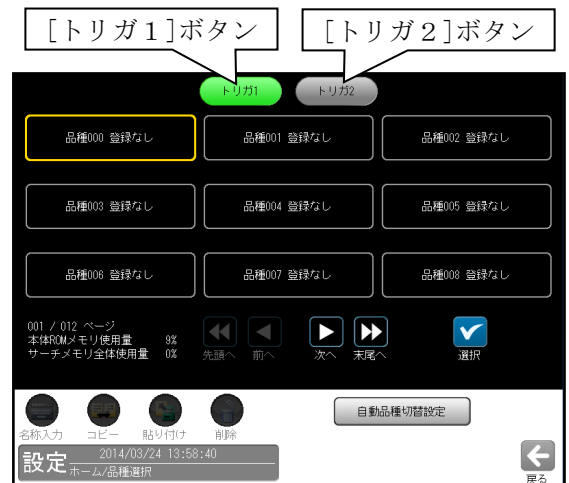 [トリガ１]ボタン
[トリガ２]ボタン
トリガ1
トリガ2
品種000 登録なし
品種001 登録なし
品種002 登録なし
品種003 登録なし
品種004 登録なし
品種005 登録なし
品種006 登録なし
品種007 登録なし
品種008 登録なし
001 / 012 ページ
本体ROMメモリ使用量 9%
サーチメモリ全体使用量 0%
先頭へ
前へ
次へ
末尾へ
選択
名称入力
コピー
貼り付け
削除
自動品種切替設定
設定
2014/03/24 13:58:40
ホーム/品種選択
戻る